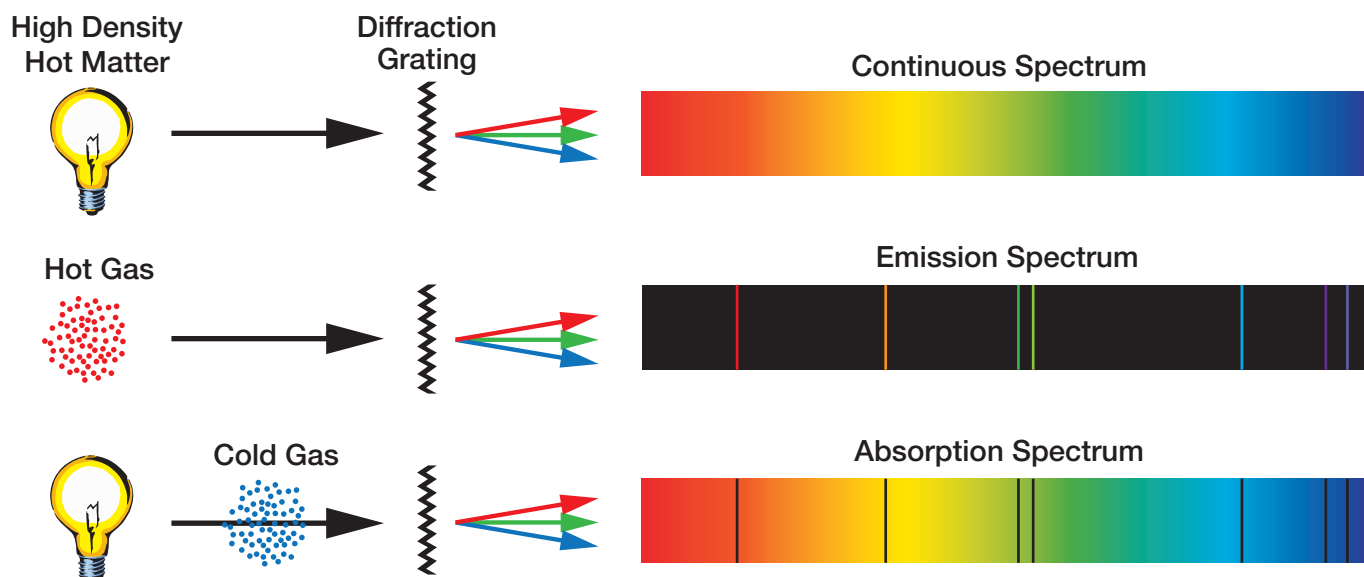 High Density
Hot Matter
Diffraction
Grating
Continuous Spectrum
Hot Gas
Emission Spectrum
Cold Gas
Absorption Spectrum